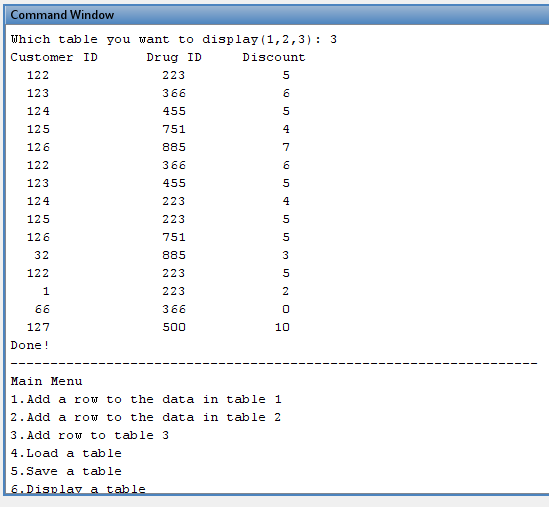 Command Window
Which table you want to display(1,2,3): 3
Customer ID Drug ID Discount
122 223 5
123 366 6
124 455 5
125 751 4
126 885 7
122 366 6
123 455 5
124 223 4
125 223 5
126 751 5
32 885 3
122 223 5
1 223 2
66 366 0
127 500 10
Done!
--------------------------------------------------------------------
Main Menu
1.Add a row to the data in table 1
2.Add a row to the data in table 2
3.Add row to table 3
4.Load a table
5.Save a table
6.Display a table